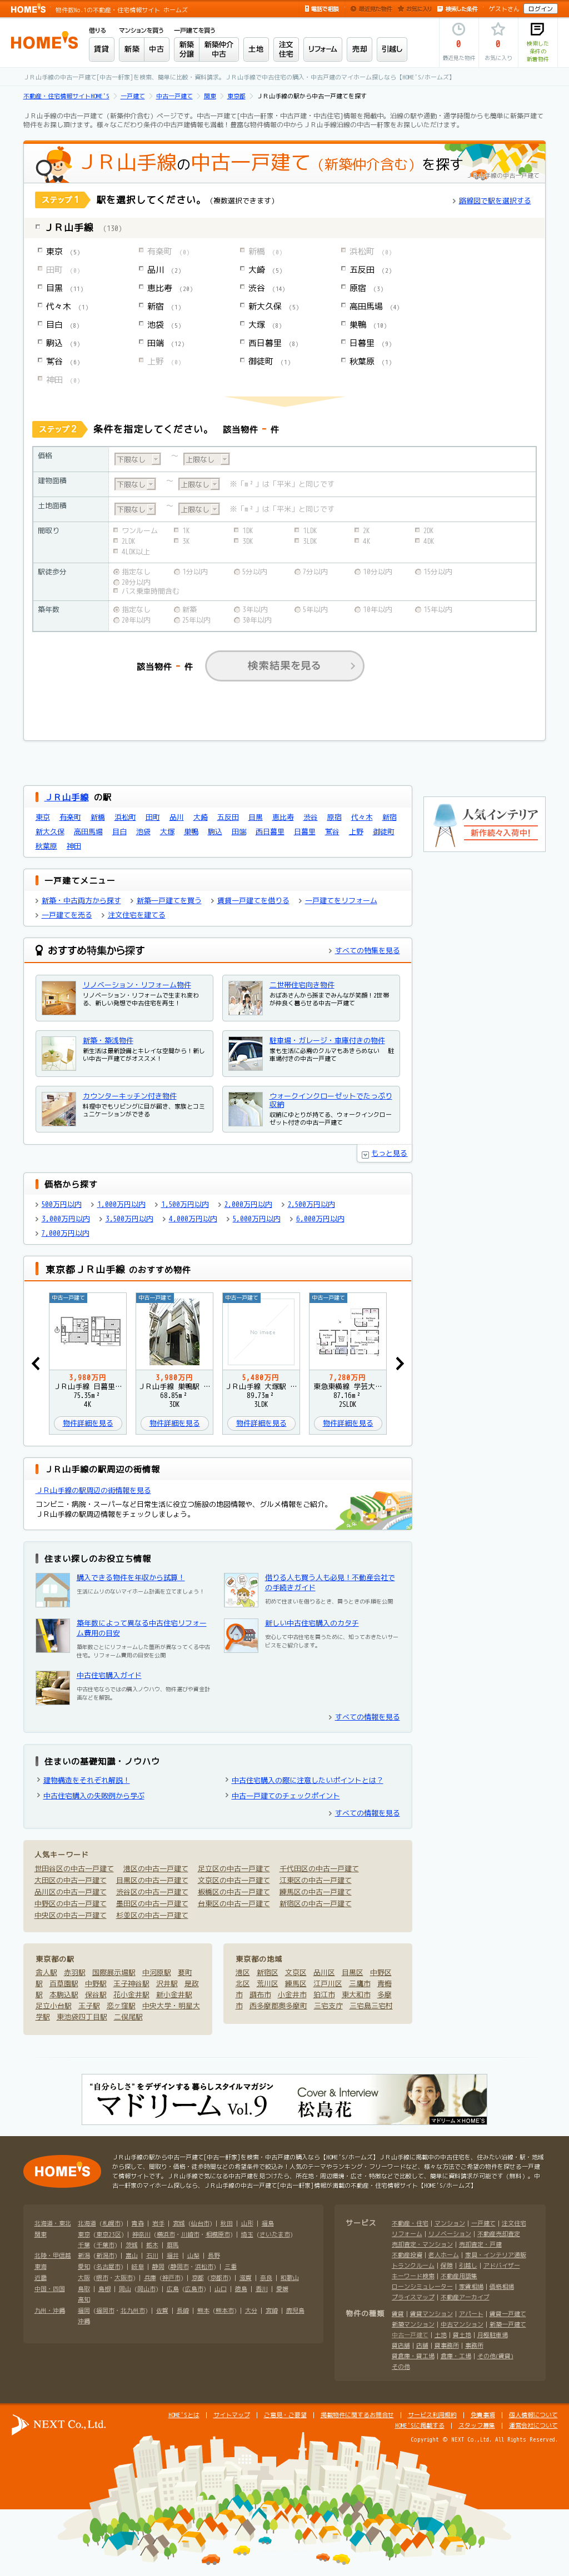 HOME'S 物件数No.1の不動産・住宅情報サイト ホームズ
電話で相談 最近見た物件 お気に入り 検索した条件 ゲストさん ログイン
HOME'S
借りる マンションを買う 一戸建てを買う
賃貸 新築 中古 新築分譲 新築仲介中古 土地 注文住宅 リフォーム 売却 引越し
0 最近見た物件
0 お気に入り
検索した条件の新着物件
ＪＲ山手線の中古一戸建て[中古一軒家]を検索、簡単に比較・資料請求。ＪＲ山手線で中古住宅の購入・中古戸建のマイホーム探しなら【HOME'S/ホームズ】
不動産・住宅情報サイトHOME'S 一戸建て 中古一戸建て 関東 東京都 ＪＲ山手線の駅から中古一戸建てを探す
ＪＲ山手線の中古一戸建て（新築仲介含む）ページです。中古一戸建て[中古一軒家・中古戸建・中古住宅]情報を掲載中。沿線の駅や通勤・通学時間からも簡単に新築戸建て物件をお探し頂けます。様々なこだわり条件の中古戸建情報も満載！豊富な物件情報の中からＪＲ山手線沿線の中古一軒家をお探しいただけます。
ＪＲ山手線の中古一戸建て（新築仲介含む）を探す
ＪＲ山手線の中古一戸建て
ステップ1 駅を選択してください。（複数選択できます） 路線図で駅を選択する
ＪＲ山手線 (130)
東京 (5) 有楽町 (0) 新橋 (0) 浜松町 (0)
田町 (0) 品川 (2) 大崎 (5) 五反田 (2)
目黒 (11) 恵比寿 (20) 渋谷 (14) 原宿 (3)
代々木 (1) 新宿 (1) 新大久保 (5) 高田馬場 (4)
目白 (8) 池袋 (5) 大塚 (8) 巣鴨 (10)
駒込 (9) 田端 (12) 西日暮里 (8) 日暮里 (9)
鶯谷 (6) 上野 (0) 御徒町 (1) 秋葉原 (1)
神田 (0)
ステップ2 条件を指定してください。 該当物件 - 件
価格 下限なし ～ 上限なし
建物面積 下限なし ～ 上限なし ※「m²」は「平米」と同じです
土地面積 下限なし ～ 上限なし ※「m²」は「平米」と同じです
間取り ワンルーム 1K 1DK 1LDK 2K 2DK
2LDK 3K 3DK 3LDK 4K 4DK
4LDK以上
駅徒歩分 指定なし 1分以内 5分以内 7分以内 10分以内 15分以内
20分以内
バス乗車時間含む
築年数 指定なし 新築 3年以内 5年以内 10年以内 15年以内
20年以内 25年以内 30年以内
該当物件 - 件 検索結果を見る
ＪＲ山手線 の駅
東京 有楽町 新橋 浜松町 田町 品川 大崎 五反田 目黒 恵比寿 渋谷 原宿 代々木 新宿
新大久保 高田馬場 目白 池袋 大塚 巣鴨 駒込 田端 西日暮里 日暮里 鶯谷 上野 御徒町
秋葉原 神田
人気インテリア
新作続々入荷中！
一戸建てメニュー
新築・中古両方から探す 新築一戸建てを買う 賃貸一戸建てを借りる 一戸建てをリフォーム
一戸建てを売る 注文住宅を建てる
おすすめ特集から探す すべての特集を見る
リノベーション・リフォーム物件
リノベーション・リフォームで生まれ変わる、新しい発想で中古住宅を再生！
二世帯住宅向き物件
おばあさんから孫までみんなが笑顔！2世帯が仲良く暮らせる中古一戸建て
新築・築浅物件
新生活は最新設備とキレイな空間から！新しい中古一戸建てがオススメ！
駐車場・ガレージ・車庫付きの物件
家も生活に必需のクルマもあきらめない 駐車場付きの中古一戸建て
カウンターキッチン付き物件
料理中でもリビングに目が届き、家族とコミュニケーションができる
ウォークインクローゼットでたっぷり収納
収納にゆとりが持てる、ウォークインクローゼット付きの中古一戸建て
もっと見る
価格から探す
500万円以内 1,000万円以内 1,500万円以内 2,000万円以内 2,500万円以内
3,000万円以内 3,500万円以内 4,000万円以内 5,000万円以内 6,000万円以内
7,000万円以内
東京都ＪＲ山手線 のおすすめ物件
中古一戸建て 中古一戸建て 中古一戸建て 中古一戸建て
No image
3,980万円 3,980万円 5,480万円 7,280万円
ＪＲ山手線 日暮里… ＪＲ山手線 巣鴨駅 … ＪＲ山手線 大塚駅 … 東急東横線 学芸大…
75.35m² 68.85m² 89.73m² 87.16m²
4K 3DK 3LDK 2SLDK
物件詳細を見る 物件詳細を見る 物件詳細を見る 物件詳細を見る
ＪＲ山手線の駅周辺の街情報
ＪＲ山手線の駅周辺の街情報を見る
コンビニ・病院・スーパーなど日常生活に役立つ施設の地図情報や、グルメ情報をご紹介。
ＪＲ山手線の駅周辺情報をチェックしましょう。
住まい探しのお役立ち情報
購入できる物件を年収から試算！
生活にムリのないマイホーム計画を立てましょう！
借りる人も買う人も必見！不動産会社での手続きガイド
初めて住まいを借りるとき、買うときの手順を公開
築年数によって異なる中古住宅リフォーム費用の目安
築年数ごとにリフォームした箇所が異なってくる中古住宅。リフォーム費用の目安を公開
新しい中古住宅購入のカタチ
安心して中古住宅を買うために、知っておきたいサービスをご紹介します。
中古住宅購入ガイド
中古住宅ならではの購入ノウハウ、物件選びや資金計画などを解説。
すべての情報を見る
住まいの基礎知識・ノウハウ
建物構造をそれぞれ解説！ 中古住宅購入の際に注意したいポイントとは？
中古住宅購入の失敗例から学ぶ 中古一戸建てのチェックポイント
すべての情報を見る
人気キーワード
世田谷区の中古一戸建て 港区の中古一戸建て 足立区の中古一戸建て 千代田区の中古一戸建て
大田区の中古一戸建て 目黒区の中古一戸建て 文京区の中古一戸建て 江東区の中古一戸建て
品川区の中古一戸建て 渋谷区の中古一戸建て 板橋区の中古一戸建て 練馬区の中古一戸建て
中野区の中古一戸建て 墨田区の中古一戸建て 台東区の中古一戸建て 新宿区の中古一戸建て
中央区の中古一戸建て 杉並区の中古一戸建て
東京都の駅
舎人駅 赤羽駅 国際展示場駅 中河原駅 要町駅 百草園駅 中野駅 王子神谷駅 沢井駅 是政駅 本駒込駅 保谷駅 花小金井駅 新小金井駅 足立小台駅 王子駅 恋ヶ窪駅 中央大学・明星大学駅 東池袋四丁目駅 二俣尾駅
東京都の地域
港区 新宿区 文京区 品川区 目黒区 中野区 北区 荒川区 練馬区 江戸川区 三鷹市 青梅市 調布市 小金井市 狛江市 東大和市 多摩市 西多摩郡奥多摩町 三宅支庁 三宅島三宅村
"自分らしさ"をデザインする 暮らしスタイルマガジン
マドリーム Vol.9
Cover & Interview
松島花
マドリーム×HOME'S
HOME'S
ＪＲ山手線の駅から中古一戸建て[中古一軒家]を検索・中古戸建の購入なら【HOME'S/ホームズ】ＪＲ山手線に掲載中の中古住宅を、住みたい沿線・駅・地域から探して、間取り・価格・徒歩時間などの希望条件で絞込み！人気のテーマやランキング・フリーワードなど、様々な方法でご希望にピッタリの物件を探せる一戸建て情報サイトです。ＪＲ山手線で気になる中古戸建を見つけたら、所在地・周辺環境・広さ・特徴などで比較して、簡単に資料請求が可能です（無料）。中古一軒家のマイホーム探しなら、ＪＲ山手線の中古一戸建て[中古一軒家]情報が満載の不動産・住宅情報サイト【HOME'S/ホームズ】
北海道・東北 北海道 (札幌市) | 青森 | 岩手 | 宮城 (仙台市) | 秋田 | 山形 | 福島
関東 東京 (東京23区) | 神奈川 (横浜市・川崎市・相模原市) | 埼玉 (さいたま市)
千葉 (千葉市) | 茨城 | 栃木 | 群馬
北陸・甲信越 新潟 (新潟市) | 富山 | 石川 | 福井 | 山梨 | 長野
東海 愛知 (名古屋市) | 岐阜 | 静岡 (静岡市・浜松市) | 三重
近畿 大阪 (堺市・大阪市) | 兵庫 (神戸市) | 京都 (京都市) | 滋賀 | 奈良 | 和歌山
中国・四国 鳥取 | 島根 | 岡山 (岡山市) | 広島 (広島市) | 山口 | 徳島 | 香川 | 愛媛
高知
九州・沖縄 福岡 (福岡市・北九州市) | 佐賀 | 長崎 | 熊本 (熊本市) | 大分 | 宮崎 | 鹿児島
沖縄
サービス 不動産・住宅 | マンション | 一戸建て | 注文住宅
リフォーム | リノベーション | 不動産売却査定
売却査定・マンション | 売却査定・戸建
不動産投資 | 老人ホーム | 家具・インテリア通販
トランクルーム | 保険 | 引越し | アドバイザー
キーワード検索 | 不動産用語集
ローンシミュレーター | 家賃相場 | 価格相場
プライスマップ | 不動産アーカイブ
物件の種類 賃貸 | 賃貸マンション | アパート | 賃貸一戸建て
新築マンション | 中古マンション | 新築一戸建て
中古一戸建て | 土地 | 貸土地 | 月極駐車場
貸店舗 | 店舗 | 貸事務所 | 事務所
貸倉庫・貸工場 | 倉庫・工場 | その他(賃貸)
その他
NEXT Co.,Ltd.
HOME'Sとは | サイトマップ | ご意見・ご要望 | 掲載物件に関するお問合せ | サービス利用規約 | 免責事項 | 個人情報について
HOME'Sに掲載する | スタッフ募集 | 運営会社について
Copyright © NEXT Co.,Ltd. All Rights Reserved.